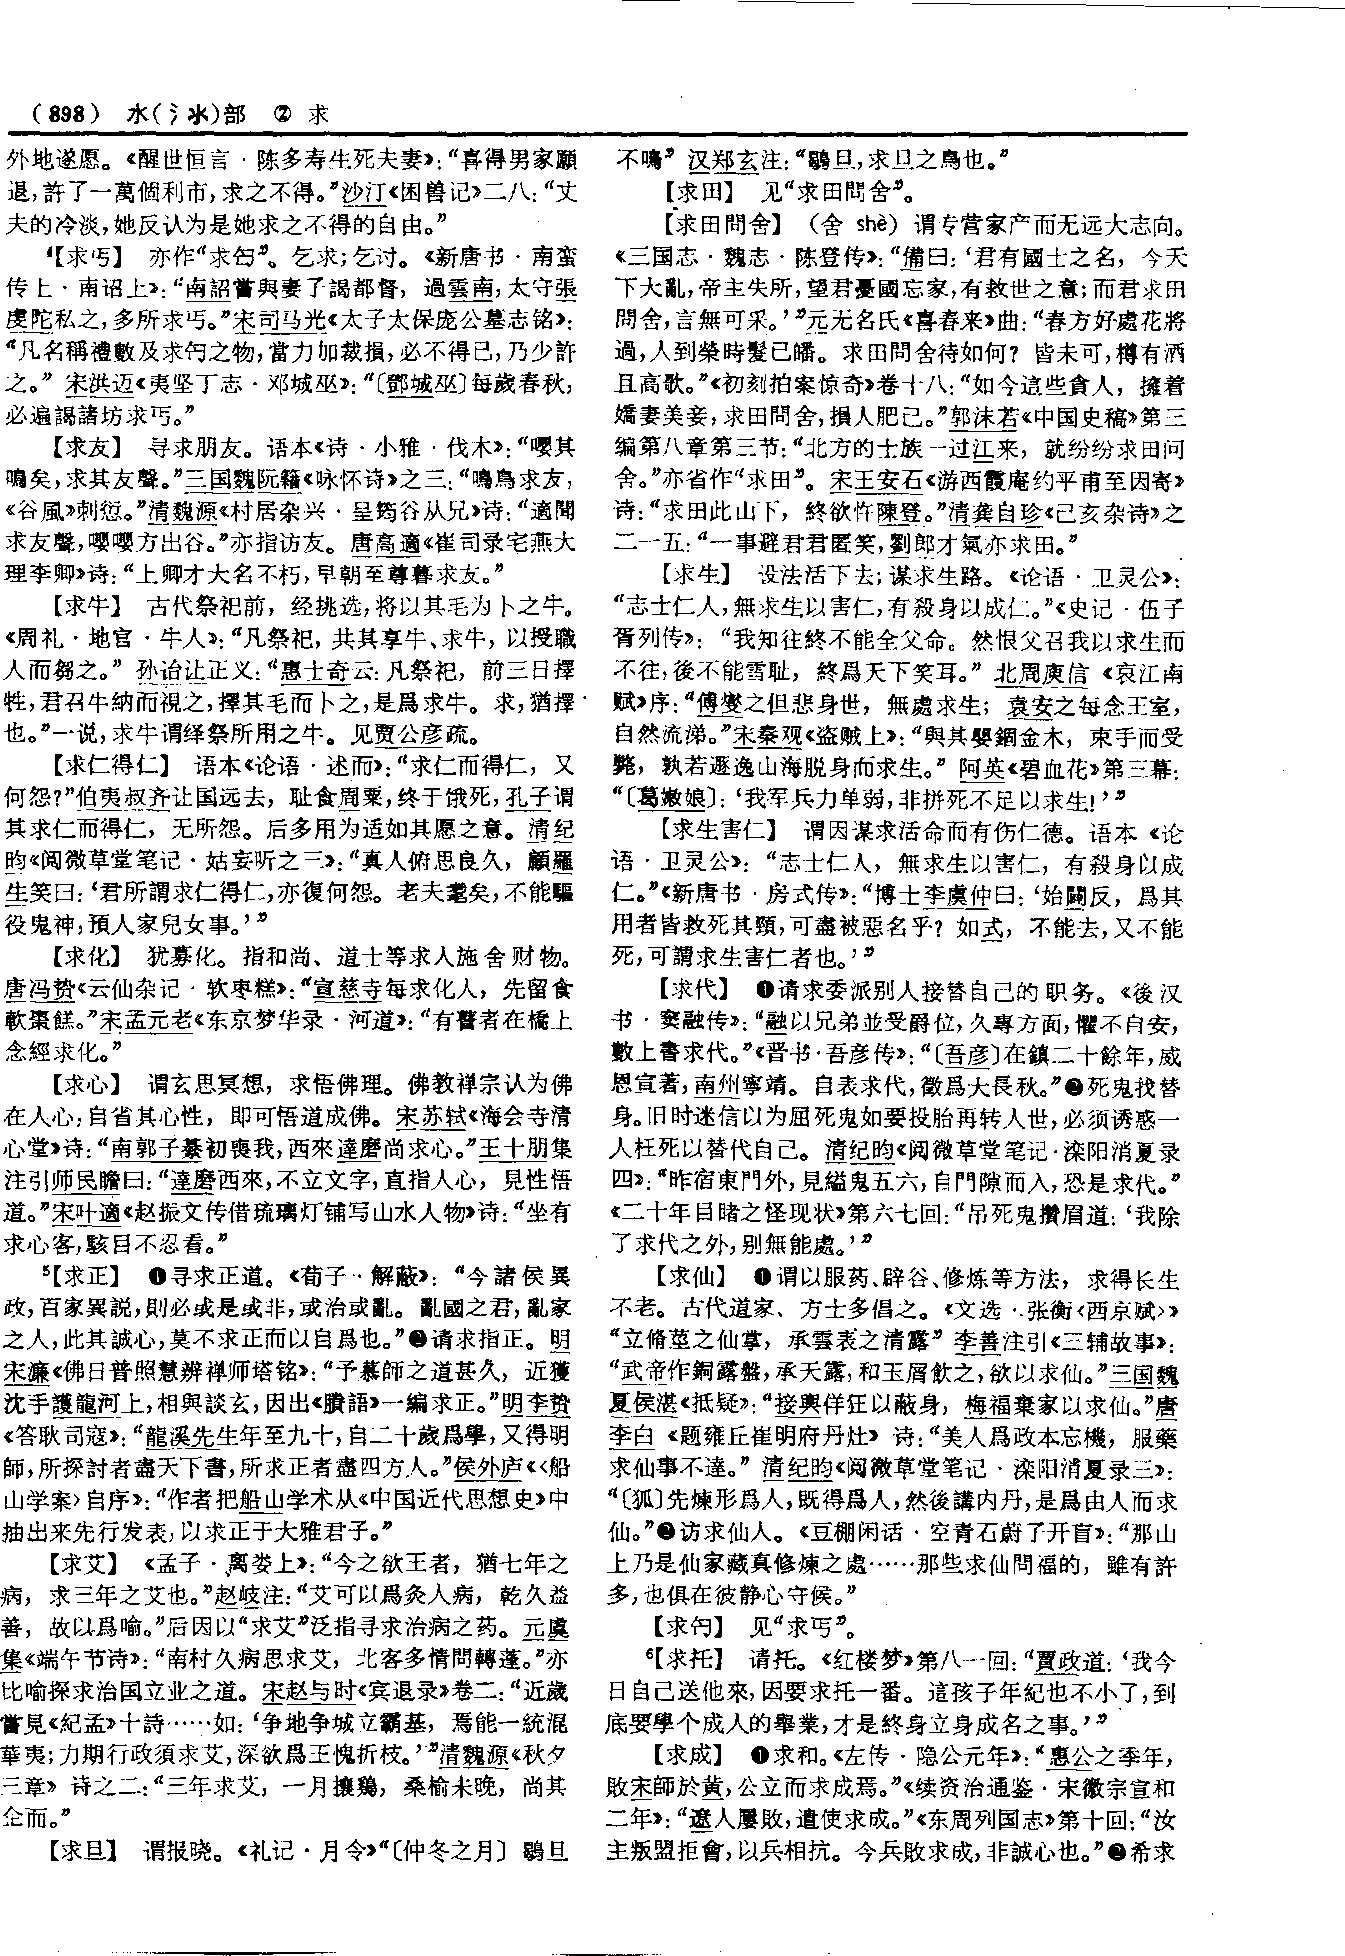 (898) 水(氵氺)部 ② 求
外地遂愿。《醒世恒言·陈多寿生死夫妻》：“喜得男家願
退，許了一萬個利市，求之不得。”沙汀《困兽记》二八：“丈
夫的冷淡，她反认为是她求之不得的自由。”
4【求丐】 亦作“求匄”。乞求；乞讨。《新唐书·南蛮
传上·南诏上》：“南詔嘗與妻子謁都督，過雲南，太守張
虔陀私之，多所求丐。”宋司马光《太子太保庞公墓志铭》：
“凡名稱禮數及求匄之物，當力加裁損，必不得已，乃少許
之。”宋洪迈《夷坚丁志·邓城巫》：“〔鄧城巫〕每歲春秋，
必遍謁諸坊求丐。”
【求友】 寻求朋友。语本《诗·小雅·伐木》：“嚶其
鳴矣，求其友聲。”三国魏阮籍《咏怀诗》之三：“鳴鳥求友，
《谷風》刺愆。”清魏源《村居杂兴·呈筠谷从兄》诗：“適聞
求友聲，嚶嚶方出谷。”亦指访友。唐高適《崔司录宅燕大
理李卿》诗：“上卿才大名不朽，早朝至尊暮求友。”
【求牛】 古代祭祀前，经挑选，将以其毛为卜之牛。
《周礼·地官·牛人》：“凡祭祀，共其享牛、求牛，以授職
人而芻之。”孙诒让正义：“惠士奇云：凡祭祀，前三日擇
牲，君召牛納而視之，擇其毛而卜之，是爲求牛。求，猶擇
也。”一说，求牛谓绎祭所用之牛。见贾公彦疏。
【求仁得仁】 语本《论语·述而》：“求仁而得仁，又
何怨？”伯夷叔齐让国远去，耻食周粟，终于饿死，孔子谓
其求仁而得仁，无所怨。后多用为适如其愿之意。清纪
昀《阅微草堂笔记·姑妄听之三》：“真人俯思良久，顧羅
生笑曰：‘君所謂求仁得仁，亦復何怨。老夫耄矣，不能驅
役鬼神；預人家兒女事。’”
【求化】 犹募化。指和尚、道士等求人施舍财物。
唐冯贽《云仙杂记·软枣糕》：“宣慈寺每求化人，先留食
軟棗餻。”宋孟元老《东京梦华录·河道》：“有瞽者在橋上
念經求化。”
【求心】 谓玄思冥想，求悟佛理。佛教禅宗认为佛
在人心；自省其心性，即可悟道成佛。宋苏轼《海会寺清
心堂》诗：“南郭子綦初喪我，西來達磨尚求心。”王十朋集
注引师民瞻曰：“達磨西來，不立文字，直指人心，見性悟
道。”宋叶適《赵振文传借琉璃灯铺写山水人物》诗：“坐有
求心客，駭目不忍看。”
5【求正】 ❶寻求正道。《荀子·解蔽》：“今諸侯異
政，百家異説，則必或是或非，或治或亂。亂國之君，亂家
之人，此其誠心，莫不求正而以自爲也。”❷请求指正。明
宋濂《佛日普照慧辨禅师塔铭》：“予慕師之道甚久，近獲
沈手護龍河上，相與談玄，因出《賸語》一编求正。”明李贽
《答耿司寇》：“龍溪先生年至九十，自二十歲爲學，又得明
師，所探討者盡天下書，所求正者盡四方人。”侯外庐《〈船
山学案〉自序》：“作者把船山学术从《中国近代思想史》中
抽出来先行发表，以求正于大雅君子。”
【求艾】 《孟子·离娄上》：“今之欲王者，猶七年之
病，求三年之艾也。”赵岐注：“艾可以爲灸人病，乾久益
善，故以爲喻。”后因以“求艾”泛指寻求治病之药。元虞
集《端午节诗》：“南村久病思求艾，北客多情問轉蓬。”亦
比喻探求治国立业之道。宋赵与时《宾退录》卷二：“近歲
嘗見《紀孟》十詩……如：‘争地争城立霸基，焉能一統混
華夷；力期行政須求艾，深欲爲王愧折枝。’”清魏源《秋夕
三章》诗之二：“三年求艾，一月攘鷄，桑榆未晚，尚其
企而。”
【求旦】 谓报晓。《礼记·月令》“〔仲冬之月〕鶡旦
不鳴”汉郑玄注：“鶡旦，求旦之鳥也。”
【求田】 见“求田問舍”。
【求田問舍】 （舍 shè）谓专营家产而无远大志向。
《三国志·魏志·陈登传》：“備曰：‘君有國士之名，今天
下大亂，帝主失所，望君憂國忘家，有救世之意；而君求田
問舍，言無可采。’”元无名氏《喜春来》曲：“春方好處花將
過，人到榮時髮已皤。求田問舍待如何？皆未可，樽有酒
且高歌。”《初刻拍案惊奇》卷十八：“如今這些貪人，擁着
嬌妻美妾，求田問舍，損人肥己。”郭沫若《中国史稿》第三
编第八章第三节：“北方的士族一过江来，就纷纷求田问
舍。”亦省作“求田”。宋王安石《游西霞庵约平甫至因寄》
诗：“求田此山下，終欲忤陳登。”清龚自珍《己亥杂诗》之
二一五：“一事避君君匿笑，劉郎才氣亦求田。”
【求生】 设法活下去；谋求生路。《论语·卫灵公》：
“志士仁人，無求生以害仁，有殺身以成仁。”《史记·伍子
胥列传》：“我知往終不能全父命。然恨父召我以求生而
不往，後不能雪耻，終爲天下笑耳。”北周庾信《哀江南
赋》序：“傅燮之但悲身世，無處求生；袁安之每念王室，
自然流涕。”宋秦观《盗贼上》：“與其嬰錮金木，束手而受
斃，孰若遯逸山海脱身而求生。”阿英《碧血花》第三幕：
“〔葛嫩娘〕：‘我军兵力单弱，非拼死不足以求生！’”
【求生害仁】 谓因谋求活命而有伤仁德。语本《论
语·卫灵公》：“志士仁人，無求生以害仁，有殺身以成
仁。”《新唐书·房式传》：“博士李虞仲曰：‘始闢反，爲其
用者皆救死其頸，可盡被惡名乎？如式，不能去，又不能
死，可謂求生害仁者也。’”
【求代】 ❶请求委派别人接替自己的职务。《後汉
书·窦融传》：“融以兄弟並受爵位，久專方面，懼不自安，
數上書求代。”《晋书·吾彦传》：“〔吾彦〕在鎮二十餘年，威
恩宣著，南州寧靖。自表求代，徵爲大長秋。”❷死鬼找替
身。旧时迷信以为屈死鬼如要投胎再转人世，必须诱惑一
人枉死以替代自己。清纪昀《阅微草堂笔记·滦阳消夏录
四》：“昨宿東門外，見縊鬼五六，自門隙而入，恐是求代。”
《二十年目睹之怪现状》第六七回：“吊死鬼攢眉道：‘我除
了求代之外，别無能處。’”
【求仙】 ❶谓以服药、辟谷、修炼等方法，求得长生
不老。古代道家、方士多倡之。《文选·张衡〈西京赋〉》
“立脩莖之仙掌，承雲表之清露”李善注引《三辅故事》：
“武帝作銅露盤，承天露，和玉屑飲之，欲以求仙。”三国魏
夏侯湛《抵疑》：“接輿佯狂以蔽身，梅福棄家以求仙。”唐
李白《题雍丘崔明府丹灶》诗：“美人爲政本忘機，服藥
求仙事不違。”清纪昀《阅微草堂笔记·滦阳消夏录三》：
“〔狐〕先煉形爲人，既得爲人，然後講内丹，是爲由人而求
仙。”❷访求仙人。《豆棚闲话·空青石蔚子开盲》：“那山
上乃是仙家藏真修煉之處……那些求仙問福的，雖有許
多，也俱在彼静心守候。”
【求匄】 见“求丐”。
6【求托】 请托。《红楼梦》第八一回：“賈政道：‘我今
日自己送他來，因要求托一番。這孩子年紀也不小了，到
底要學个成人的舉業，才是終身立身成名之事。’”
【求成】 ❶求和。《左传·隐公元年》：“惠公之季年，
敗宋師於黄，公立而求成焉。”《续资治通鉴·宋徽宗宣和
二年》：“遼人屢敗，遣使求成。”《东周列国志》第十回：“汝
主叛盟拒會，以兵相抗。今兵敗求成，非誠心也。”❷希求